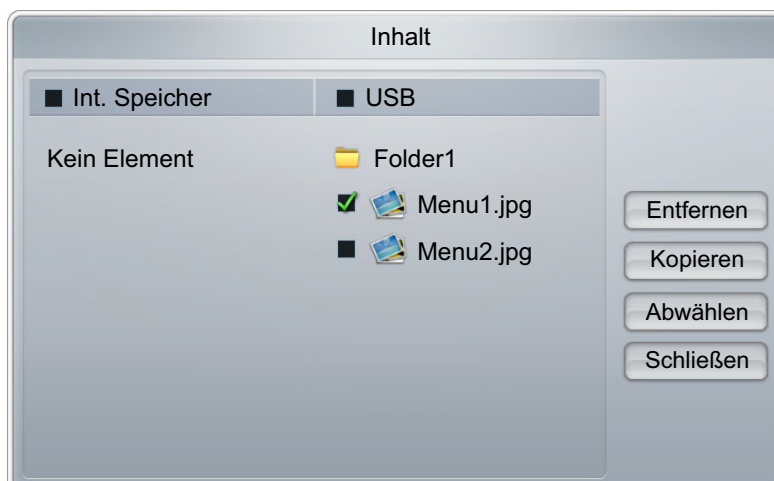 Inhalt
Int. Speicher
USB
Kein Element
Folder1
Menu1.jpg
Menu2.jpg
Entfernen
Kopieren
Abwählen
Schließen